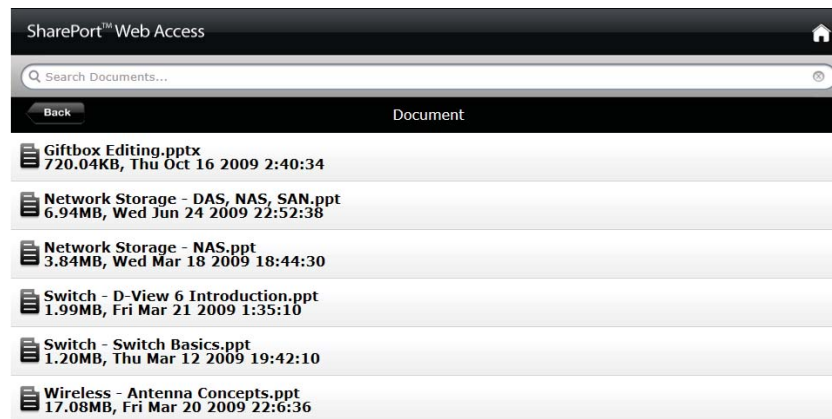 SharePort™ Web Access
Search Documents...
Back
Document
Giftbox Editing.pptx
720.04KB, Thu Oct 16 2009 2:40:34
Network Storage - DAS, NAS, SAN.ppt
6.94MB, Wed Jun 24 2009 22:52:38
Network Storage - NAS.ppt
3.84MB, Wed Mar 18 2009 18:44:30
Switch - D-View 6 Introduction.ppt
1.99MB, Fri Mar 21 2009 1:35:10
Switch - Switch Basics.ppt
1.20MB, Thu Mar 12 2009 19:42:10
Wireless - Antenna Concepts.ppt
17.08MB, Fri Mar 20 2009 22:6:36